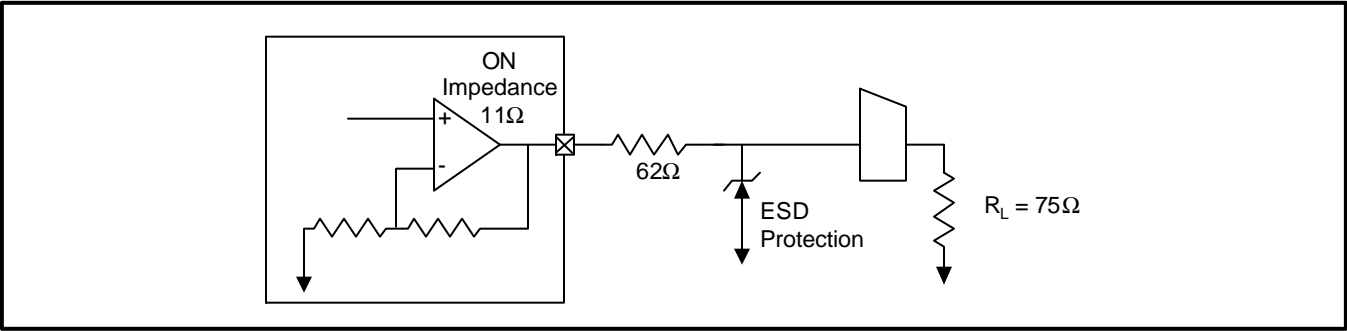 ON
Impedance
11Ω
+
-
62Ω
ESD
Protection
R_L = 75Ω